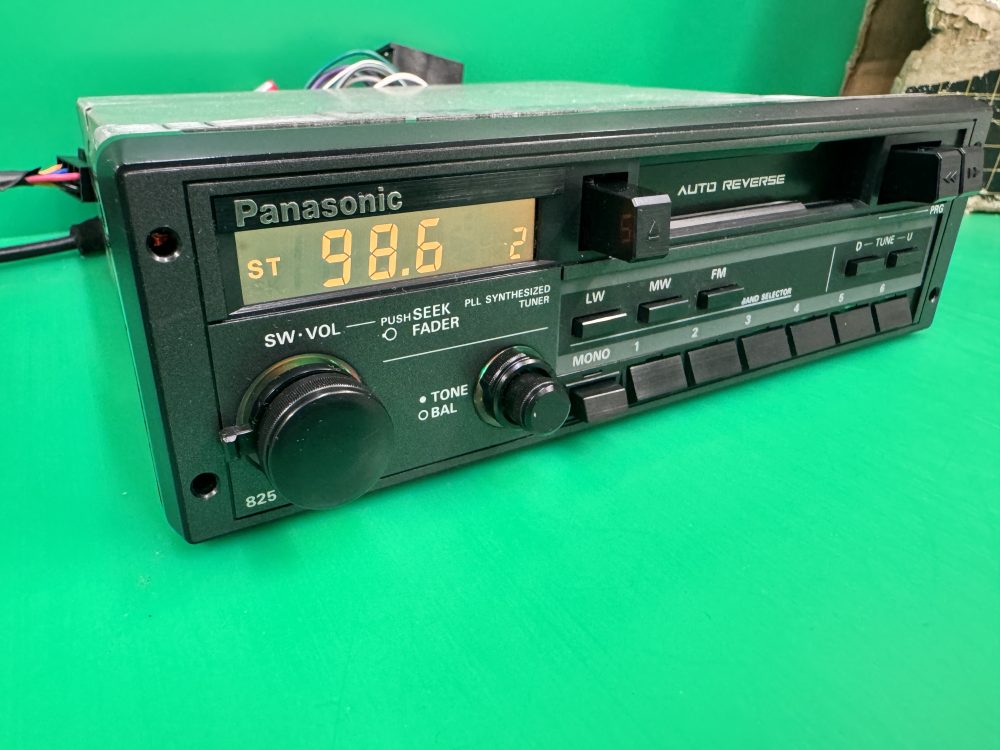 Panasonic
ST 98.6 2
AUTO REVERSE
PRG
SW·VOL
PUSH SEEK
FADER
PLL SYNTHESIZED
TUNER
LW
MW
FM
BAND SELECTOR
D — TUNE — U
MONO 1 2 3 4 5 6
TONE
BAL
825